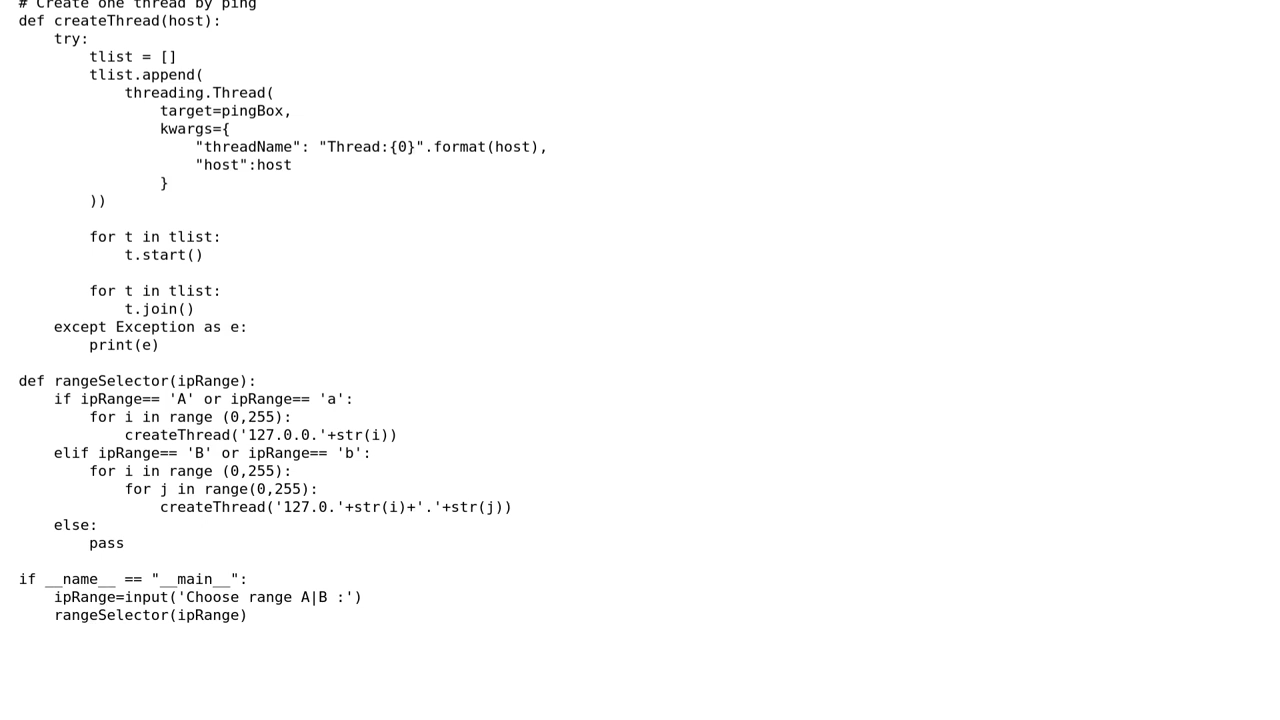 # Create one thread by ping
def createThread(host):
    try:
        tlist = []
        tlist.append(
            threading.Thread(
                target=pingBox,
                kwargs={
                    "threadName": "Thread:{0}".format(host),
                    "host":host
                }
        ))

        for t in tlist:
            t.start()

        for t in tlist:
            t.join()
    except Exception as e:
        print(e)

def rangeSelector(ipRange):
    if ipRange== 'A' or ipRange== 'a':
        for i in range (0,255):
            createThread('127.0.0.'+str(i))
    elif ipRange== 'B' or ipRange== 'b':
        for i in range (0,255):
            for j in range(0,255):
                createThread('127.0.'+str(i)+'.'+str(j))
    else:
        pass

if __name__ == "__main__":
    ipRange=input('Choose range A|B :')
    rangeSelector(ipRange)